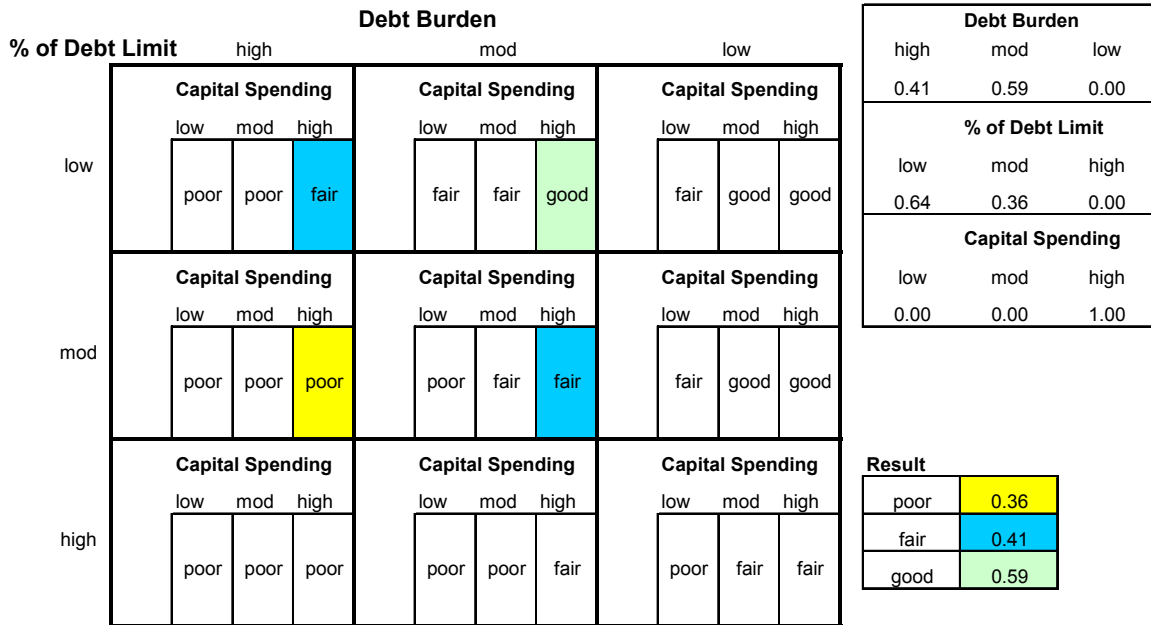 Debt Burden
% of Debt Limit high mod low
Capital Spending Capital Spending Capital Spending
low mod high low mod high low mod high
low
poor poor fair fair fair good fair good good
Capital Spending Capital Spending Capital Spending
low mod high low mod high low mod high
mod
poor poor poor poor fair fair fair good good
Capital Spending Capital Spending Capital Spending
low mod high low mod high low mod high
high
poor poor poor poor poor fair poor fair fair
Debt Burden
high mod low
0.41 0.59 0.00
% of Debt Limit
low mod high
0.64 0.36 0.00
Capital Spending
low mod high
0.00 0.00 1.00
Result
poor 0.36
fair 0.41
good 0.59